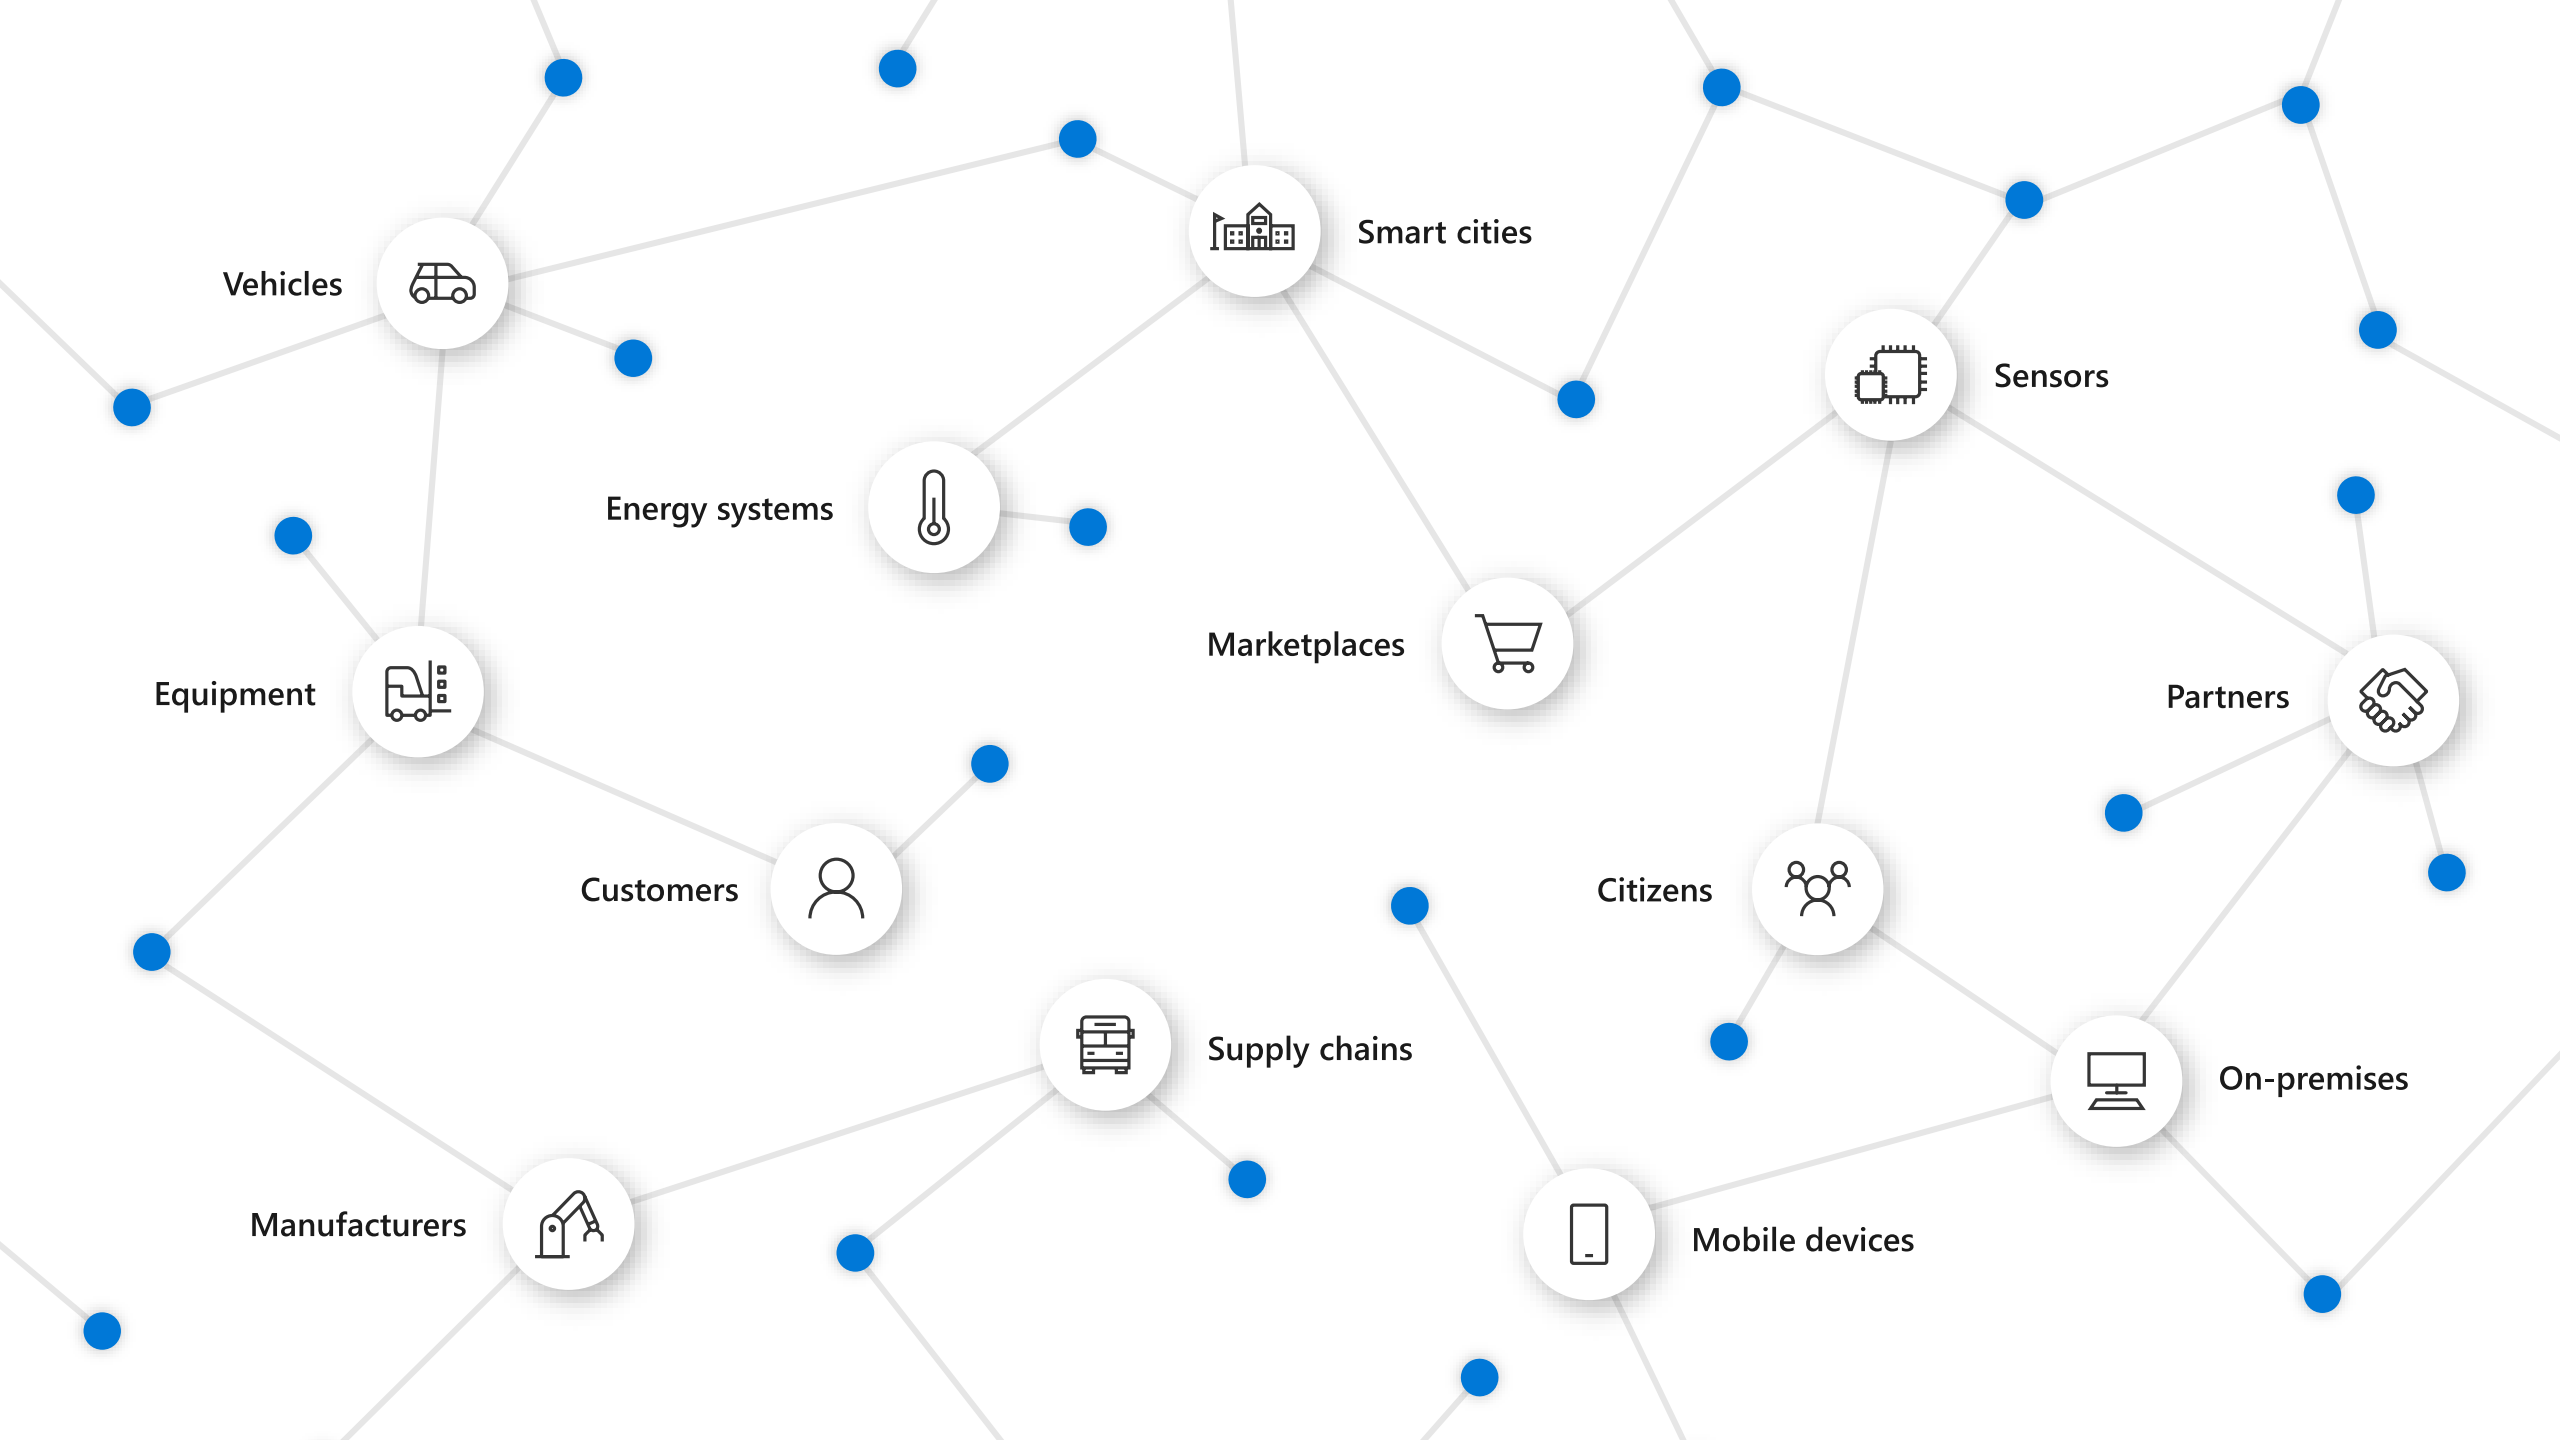 Smart cities
Vehicles
Sensors
Energy systems
Marketplaces
Equipment
Partners
Customers
Citizens
Supply chains
On-premises
Manufacturers
Mobile devices